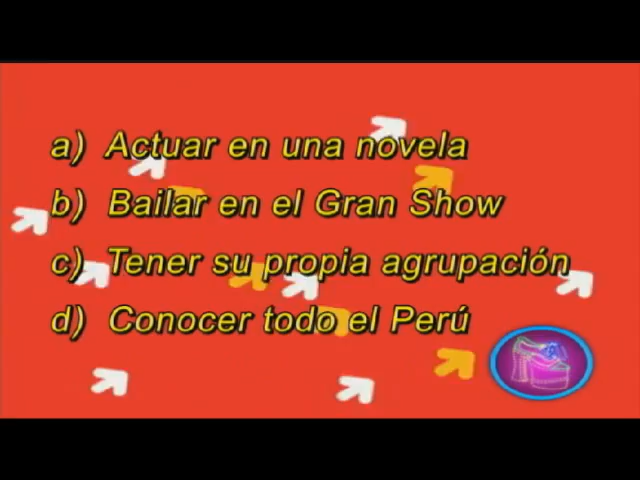 a) Actuar en una novela
b) Bailar en el Gran Show
c) Tener su propia agrupación
d) Conocer todo el Perú